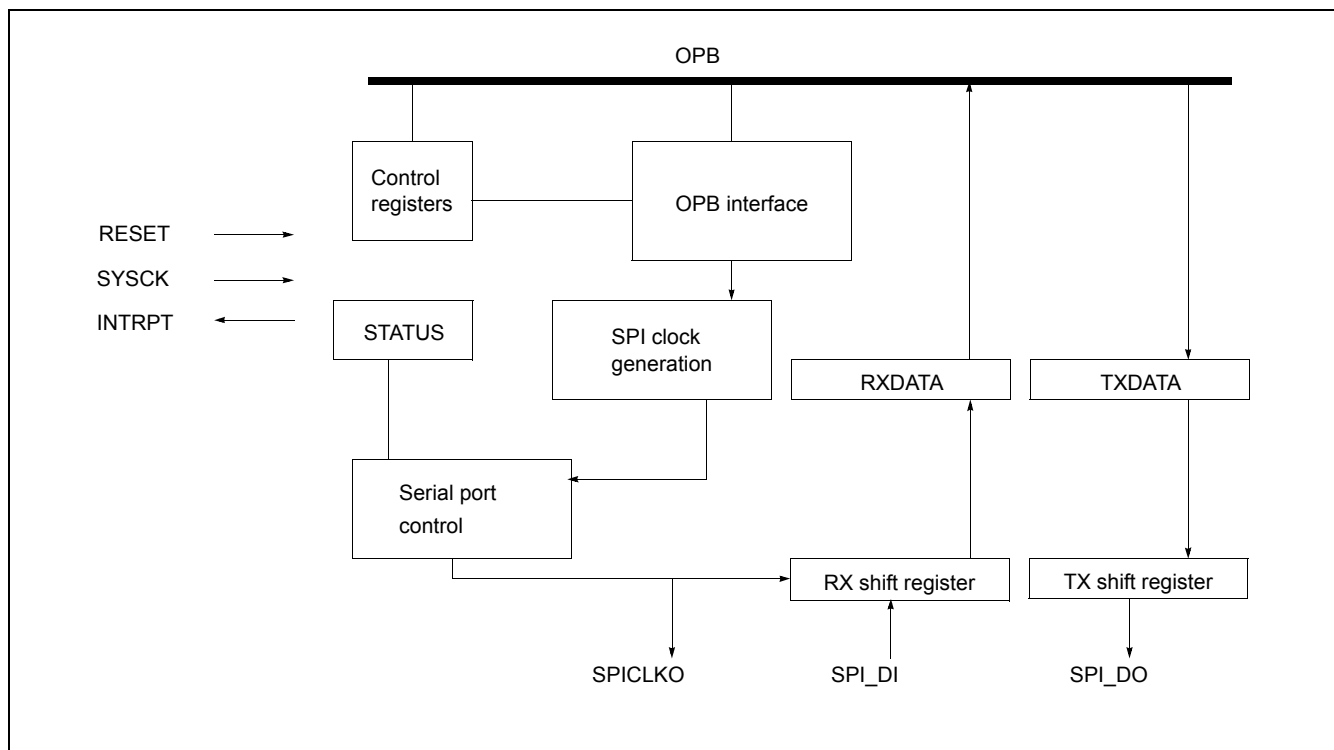 OPB
Control
registers
OPB interface
RESET
SYSCK
INTRPT
STATUS
SPI clock
generation
RXDATA
TXDATA
Serial port
control
RX shift register
TX shift register
SPICLKO
SPI_DI
SPI_DO